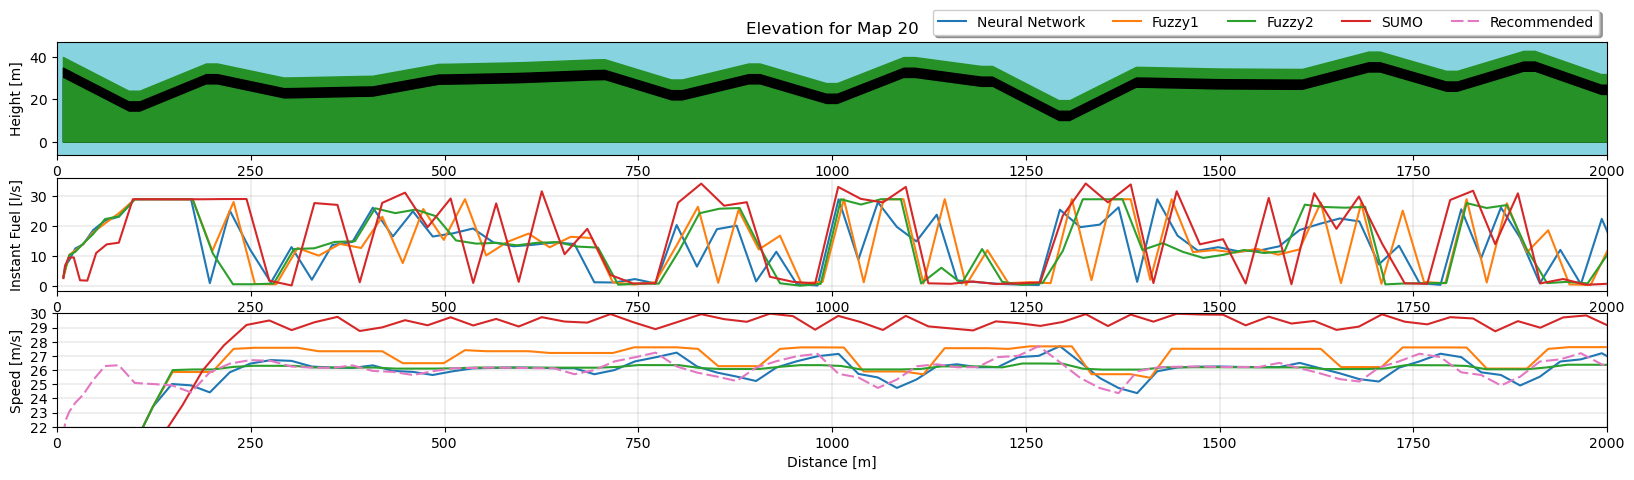 Elevation for Map 20
Neural Network Fuzzy1 Fuzzy2 SUMO Recommended
Height [m]
40
20
0
0 250 500 750 1000 1250 1500 1750 2000
Instant Fuel [l/s]
30
20
10
0
0 250 500 750 1000 1250 1500 1750 2000
Speed [m/s]
30
29
28
27
26
25
24
23
22
0 250 500 750 1000 1250 1500 1750 2000
Distance [m]